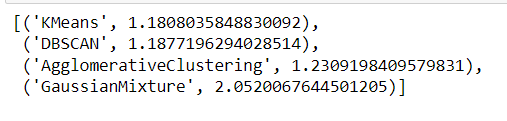 [('KMeans', 1.1808035848830092),
('DBSCAN', 1.1877196294028514),
('AgglomerativeClustering', 1.2309198409579831),
('GaussianMixture', 2.0520067644501205)]